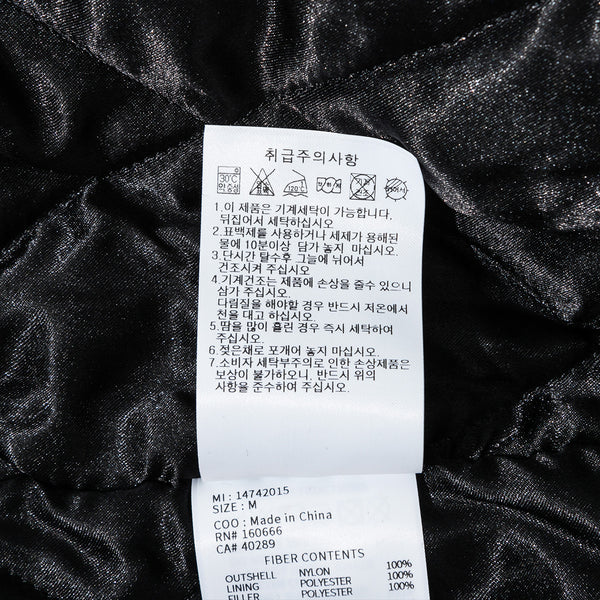 취급주의사항
30℃
안 중성
120℃
1.이 제품은 기계세탁이 가능합니다.
뒤집어서 세탁하십시오
2.표백제를 사용하거나 세제가 용해된
물에 10분이상 담가 놓지 마십시오.
3.단시간 탈수후 그늘에 뉘어서
건조시켜 주십시오
4.기계건조는 제품에 손상을 줄수 있으니
삼가 주십시오.
다림질을 해야할 경우 반드시 저온에서
천을 대고 하십시오
5.땀을 많이 흘린 경우 즉시 세탁하여
주십시오.
6.젖은채로 포개어 놓지 마십시오.
7.소비자 세탁부주의로 인한 손상제품은
보상이 불가하오니, 반드시 위의
사항을 준수하여 주십시오.
MI : 14742015
SIZE : M
COO : Made in China
RN# 160666
CA# 40289
FIBER CONTENTS
OUTSHELL NYLON 100%
LINING POLYESTER 100%
FILLER POLYESTER 100%